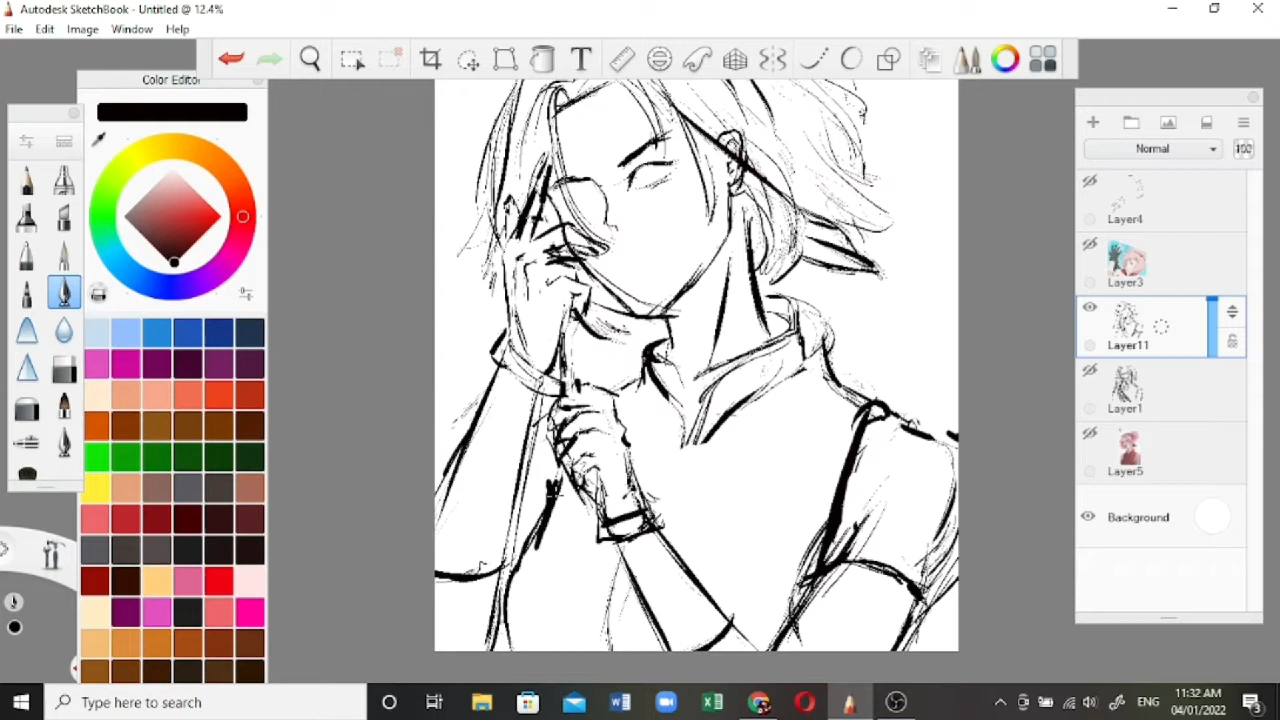 Autodesk SketchBook - Untitled @ 12.4%
File Edit Image Window Help
T
Color Editor
Normal
100
Layer4
Layer3
Layer11
Layer1
Layer5
Background
Type here to search
ENG
11:32 AM
04/01/2022
3